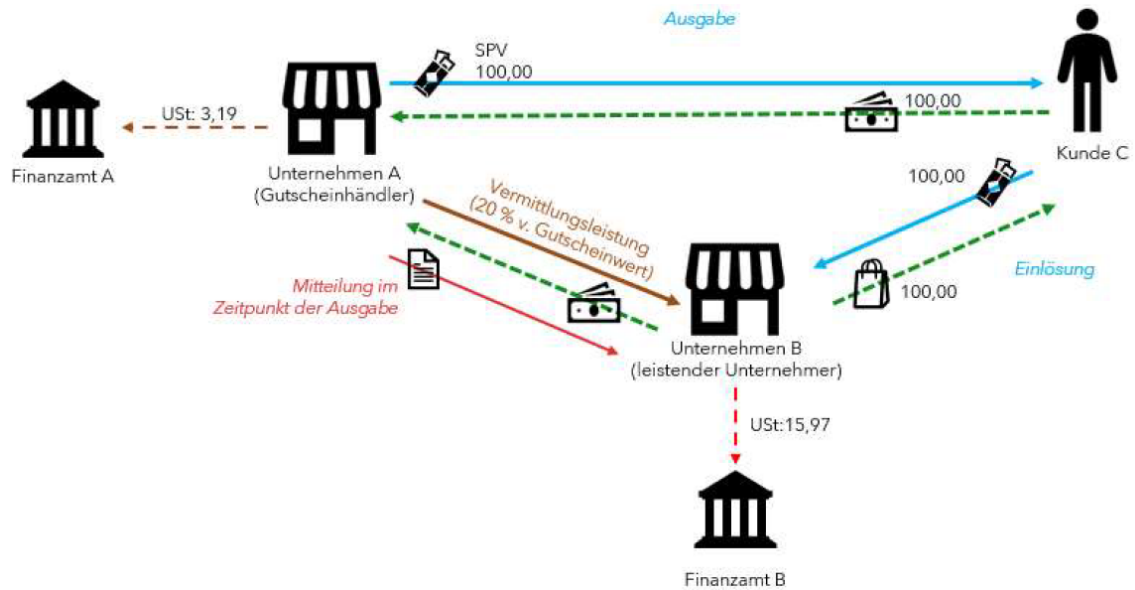 Ausgabe
SPV
100,00
100,00
USt: 3,19
Finanzamt A
Unternehmen A
(Gutscheinhändler)
Kunde C
100,00
Vermittlungsleistung
(20 % v. Gutscheinwert)
Mitteilung im
Zeitpunkt der Ausgabe
Einlösung
100,00
Unternehmen B
(leistender Unternehmer)
USt:15,97
Finanzamt B